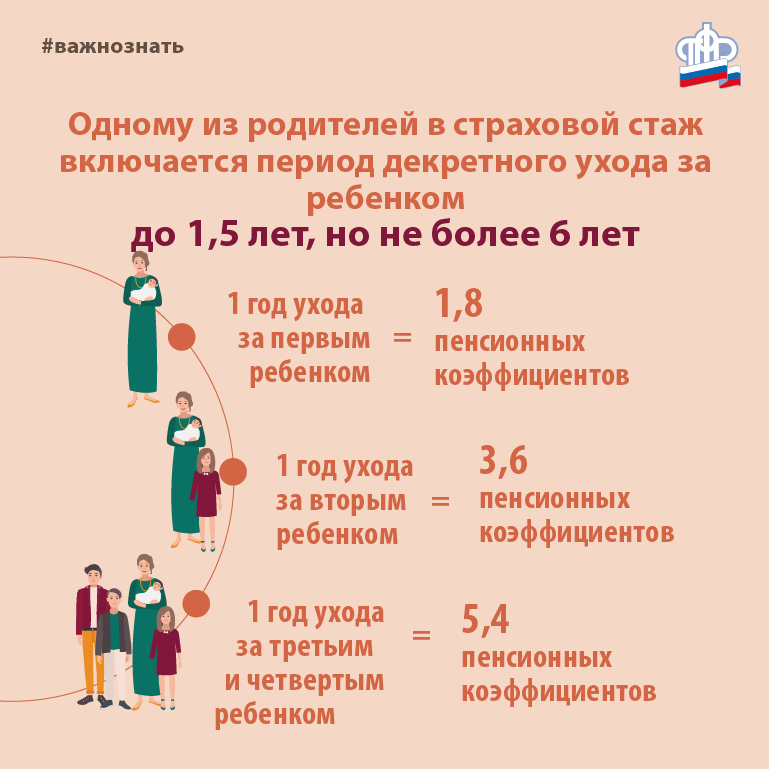 #важнознать
Одному из родителей в страховой стаж
включается период декретного ухода за
ребенком
до 1,5 лет, но не более 6 лет
1 год ухода
за первым
ребенком
=
1,8
пенсионных
коэффициентов
1 год ухода
за вторым
ребенком
=
3,6
пенсионных
коэффициентов
1 год ухода
за третьим
и четвертым
ребенком
=
5,4
пенсионных
коэффициентов